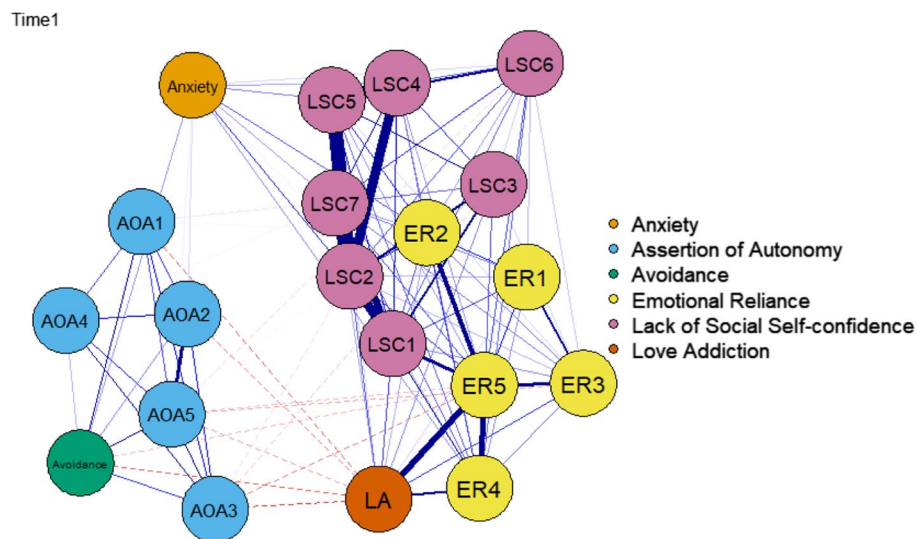 Time1
LSC6
LSC4
Anxiety
LSC5
LSC3
LSC7
AOA1
ER2
LSC2
ER1
AOA2
AOA4
LSC1
ER5
ER3
AOA5
Avoidance
ER4
LA
AOA3
Anxiety
Assertion of Autonomy
Avoidance
Emotional Reliance
Lack of Social Self-confidence
Love Addiction